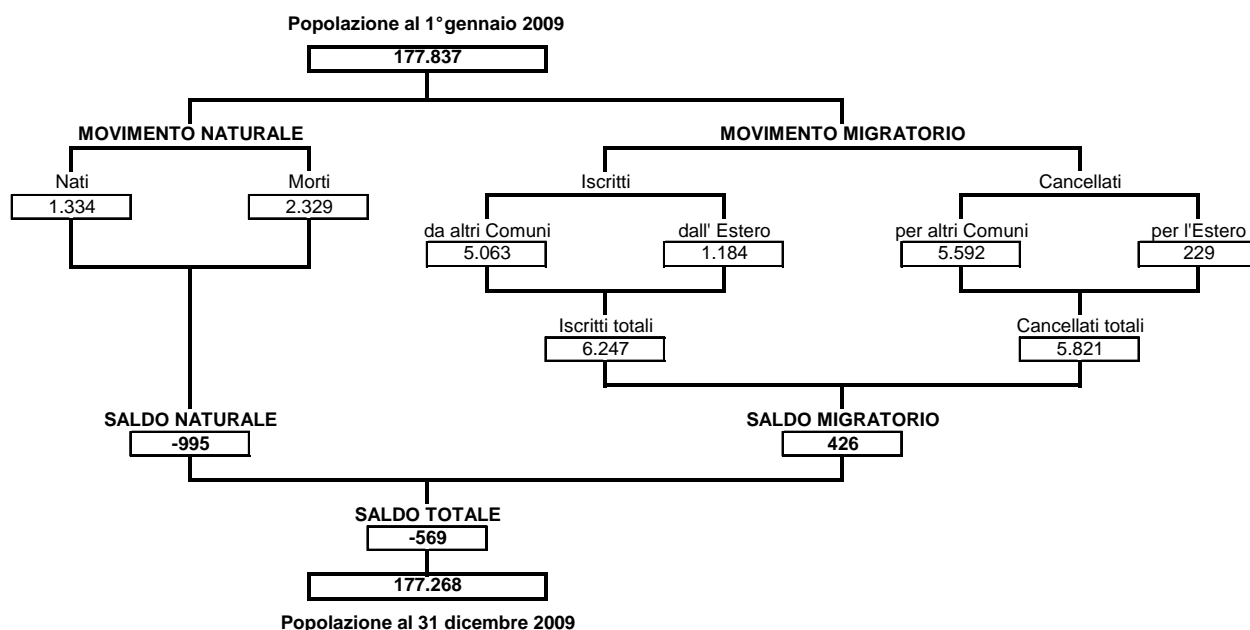 Popolazione al 1° gennaio 2009
177.837
MOVIMENTO NATURALE
MOVIMENTO MIGRATORIO
Nati
Morti
Iscritti
Cancellati
1.334
2.329
da altri Comuni
dall' Estero
per altri Comuni
per l'Estero
5.063
1.184
5.592
229
Iscritti totali
Cancellati totali
6.247
5.821
SALDO NATURALE
SALDO MIGRATORIO
-995
426
SALDO TOTALE
-569
177.268
Popolazione al 31 dicembre 2009